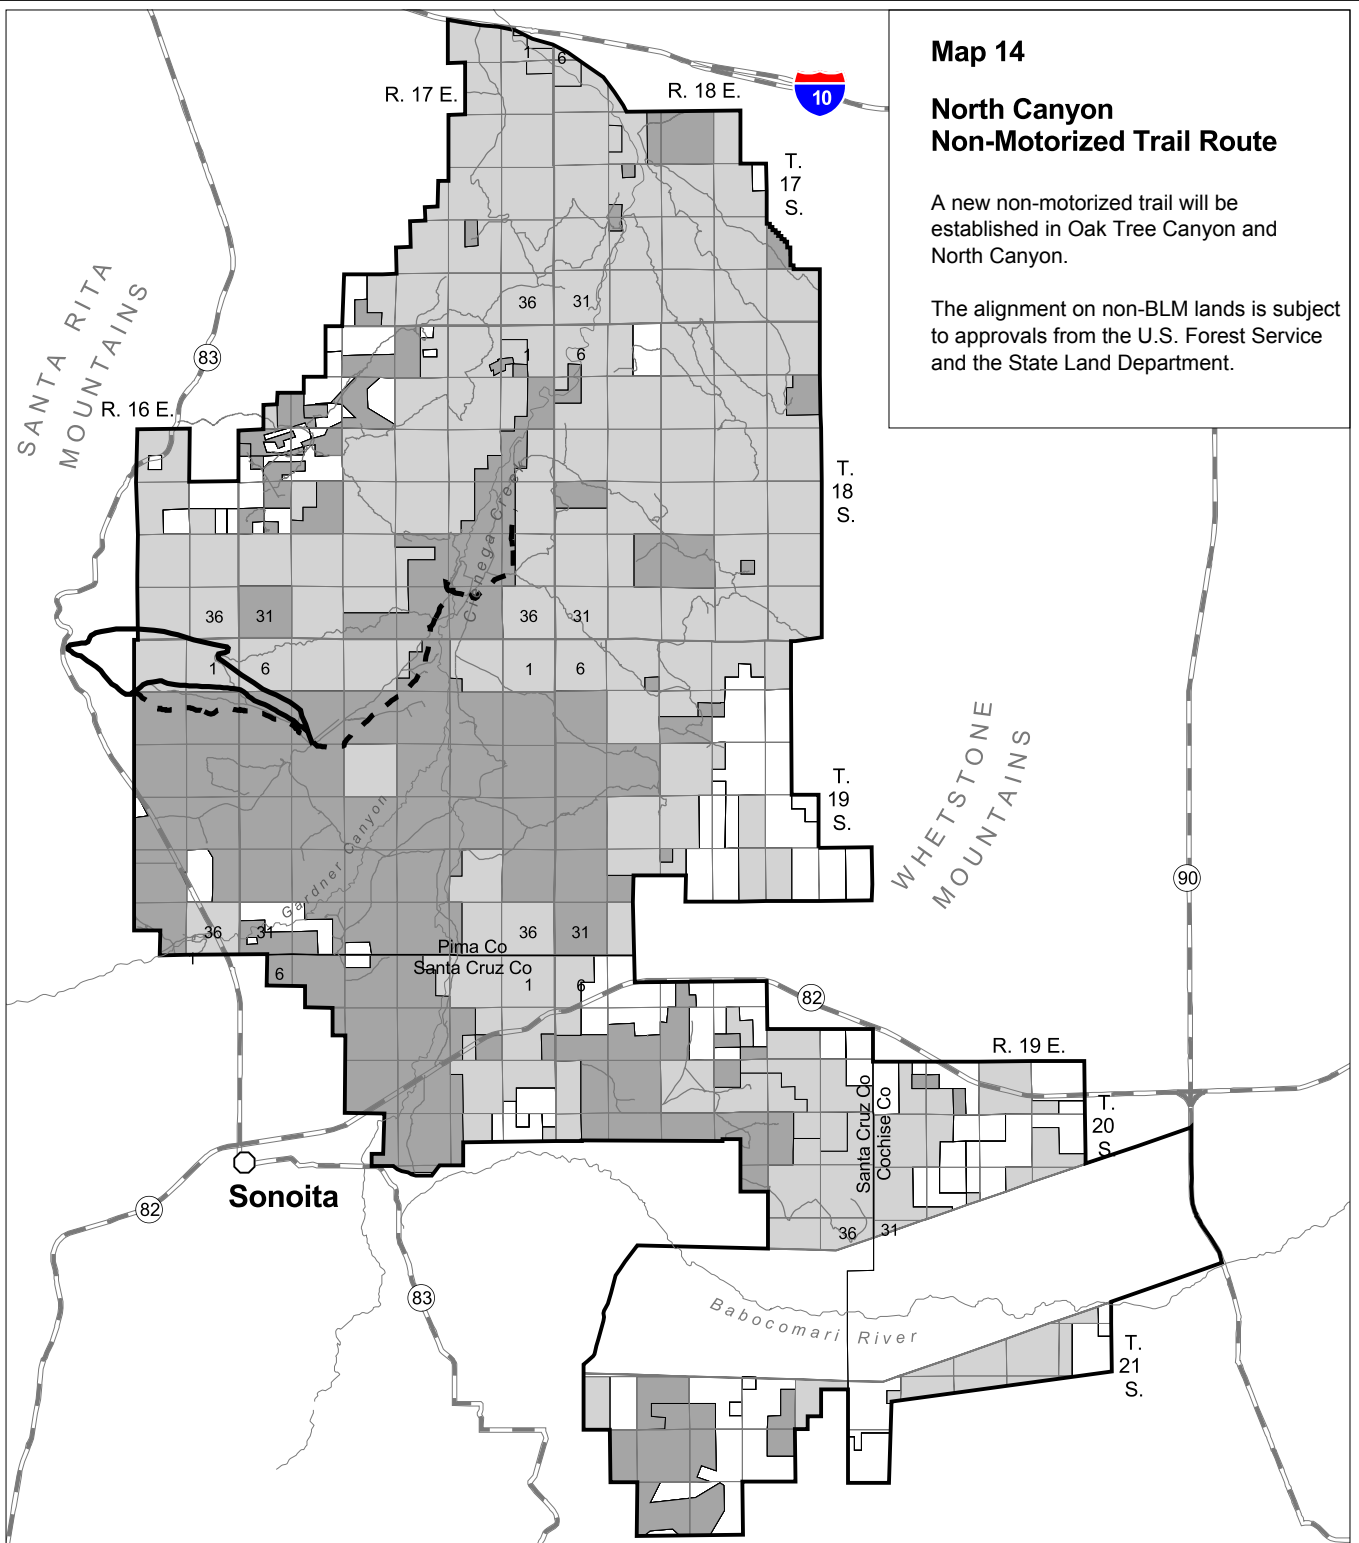 Map 14
North Canyon
Non-Motorized Trail Route
A new non-motorized trail will be
established in Oak Tree Canyon and
North Canyon.
The alignment on non-BLM lands is subject
to approvals from the U.S. Forest Service
and the State Land Department.
1
6
R. 17 E.
R. 18 E.
10
T.
17
S.
SANTA RITA
MOUNTAINS
36
31
83
1
6
R. 16 E.
T.
18
S.
Cienega Creek
36
31
36
31
1
6
1
6
WHETSTONE
MOUNTAINS
T.
19
S.
Gardner Canyon
90
36
31
36
31
Pima Co
Santa Cruz Co
6
1
6
82
R. 19 E.
Santa Cruz Co
Cochise Co
T.
20
S
Sonoita
82
36
31
83
Babocomari River
T.
21
S.